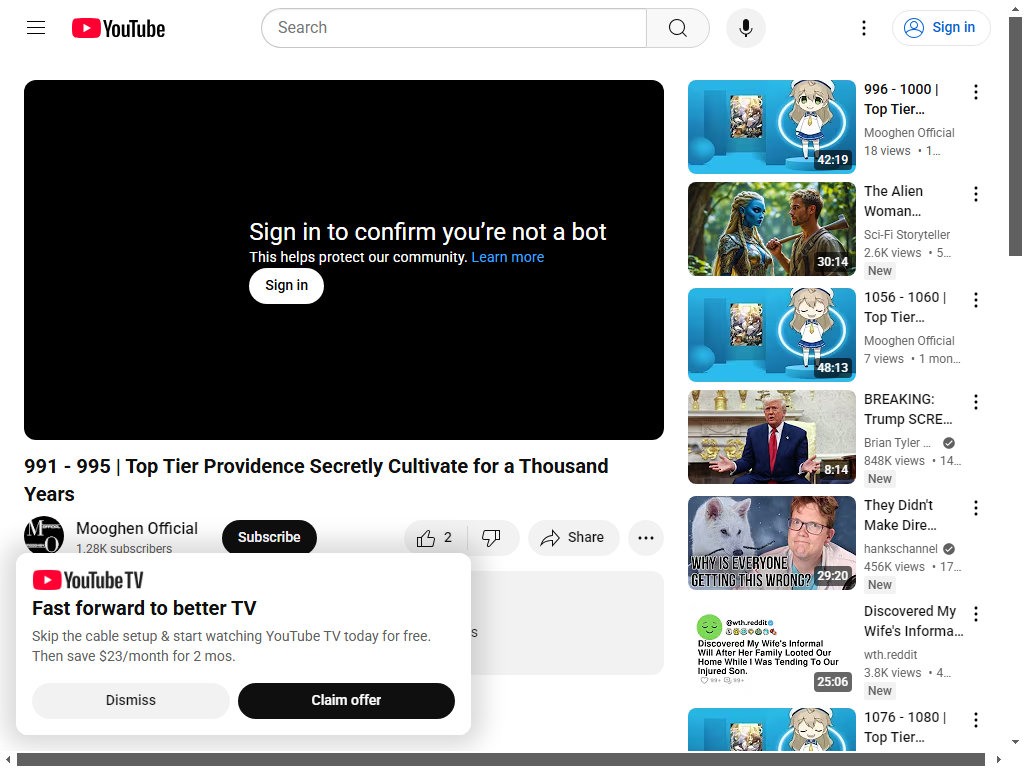 YouTube
Search
Sign in
Sign in to confirm you're not a bot
This helps protect our community. Learn more
Sign in
991 - 995 | Top Tier Providence Secretly Cultivate for a Thousand
Years
Mooghen Official
1.28K subscribers
Subscribe
2
Share
YouTube TV
Fast forward to better TV
Skip the cable setup & start watching YouTube TV today for free.
Then save $23/month for 2 mos.
Dismiss
Claim offer
s
42:19
996 - 1000 |
Top Tier…
Mooghen Official
18 views • 1…
30:14
The Alien
Woman…
Sci-Fi Storyteller
2.6K views • 5…
New
48:13
1056 - 1060 |
Top Tier…
Mooghen Official
7 views • 1 mon…
8:14
BREAKING:
Trump SCRE…
Brian Tyler …
848K views • 14…
New
WHY IS EVERYONE
GETTING THIS WRONG?
29:20
They Didn't
Make Dire…
hankschannel
456K views • 17…
New
@wth.reddit
Discovered My Wife's Informal
Will After Her Family Looted Our
Home While I Was Tending To Our
Injured Son.
99+ 99+
25:06
Discovered My
Wife's Informa…
wth.reddit
3.8K views • 4…
New
1076 - 1080 |
Top Tier…